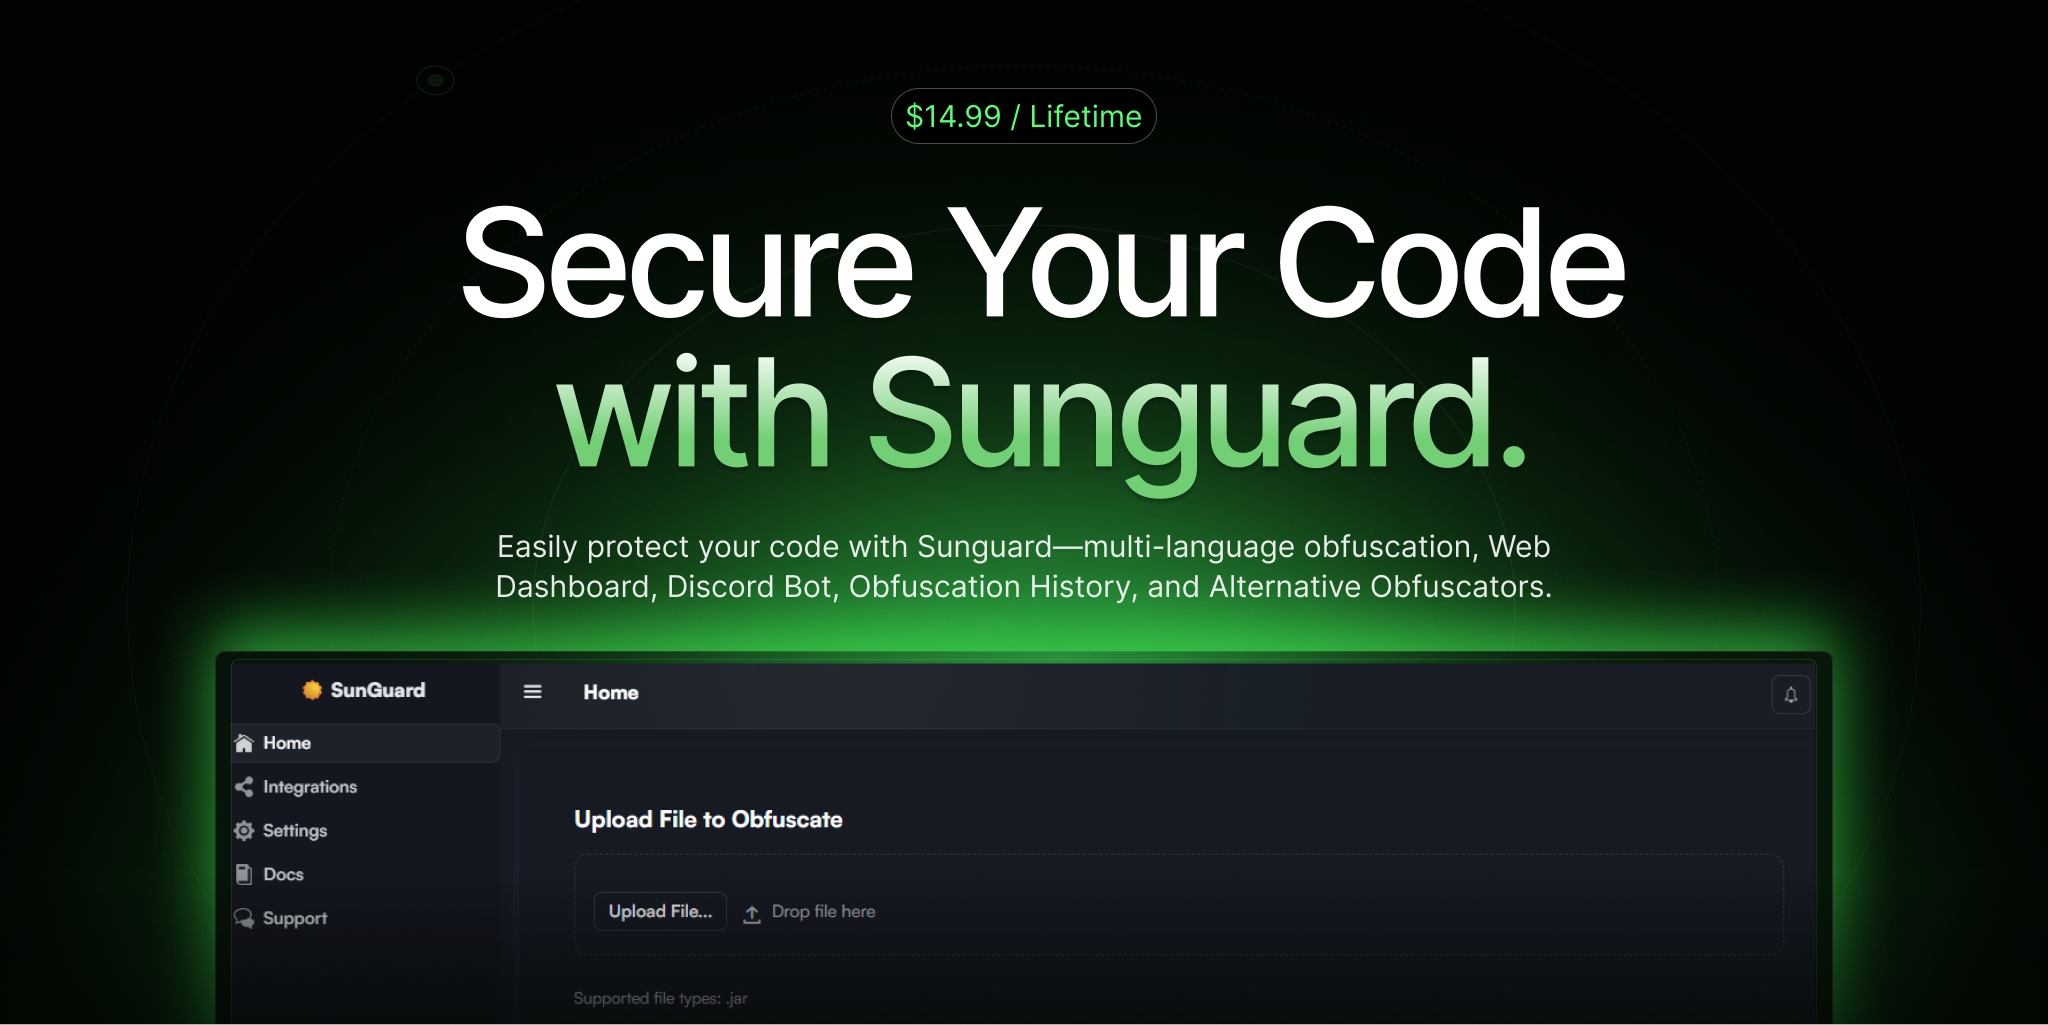 $14.99 / Lifetime
Secure Your Code
with Sunguard.
Easily protect your code with Sunguard—multi-language obfuscation, Web
Dashboard, Discord Bot, Obfuscation History, and Alternative Obfuscators.
SunGuard
Home
Home
Integrations
Settings
Docs
Support
Upload File to Obfuscate
Upload File...
Drop file here
Supported file types: .jar